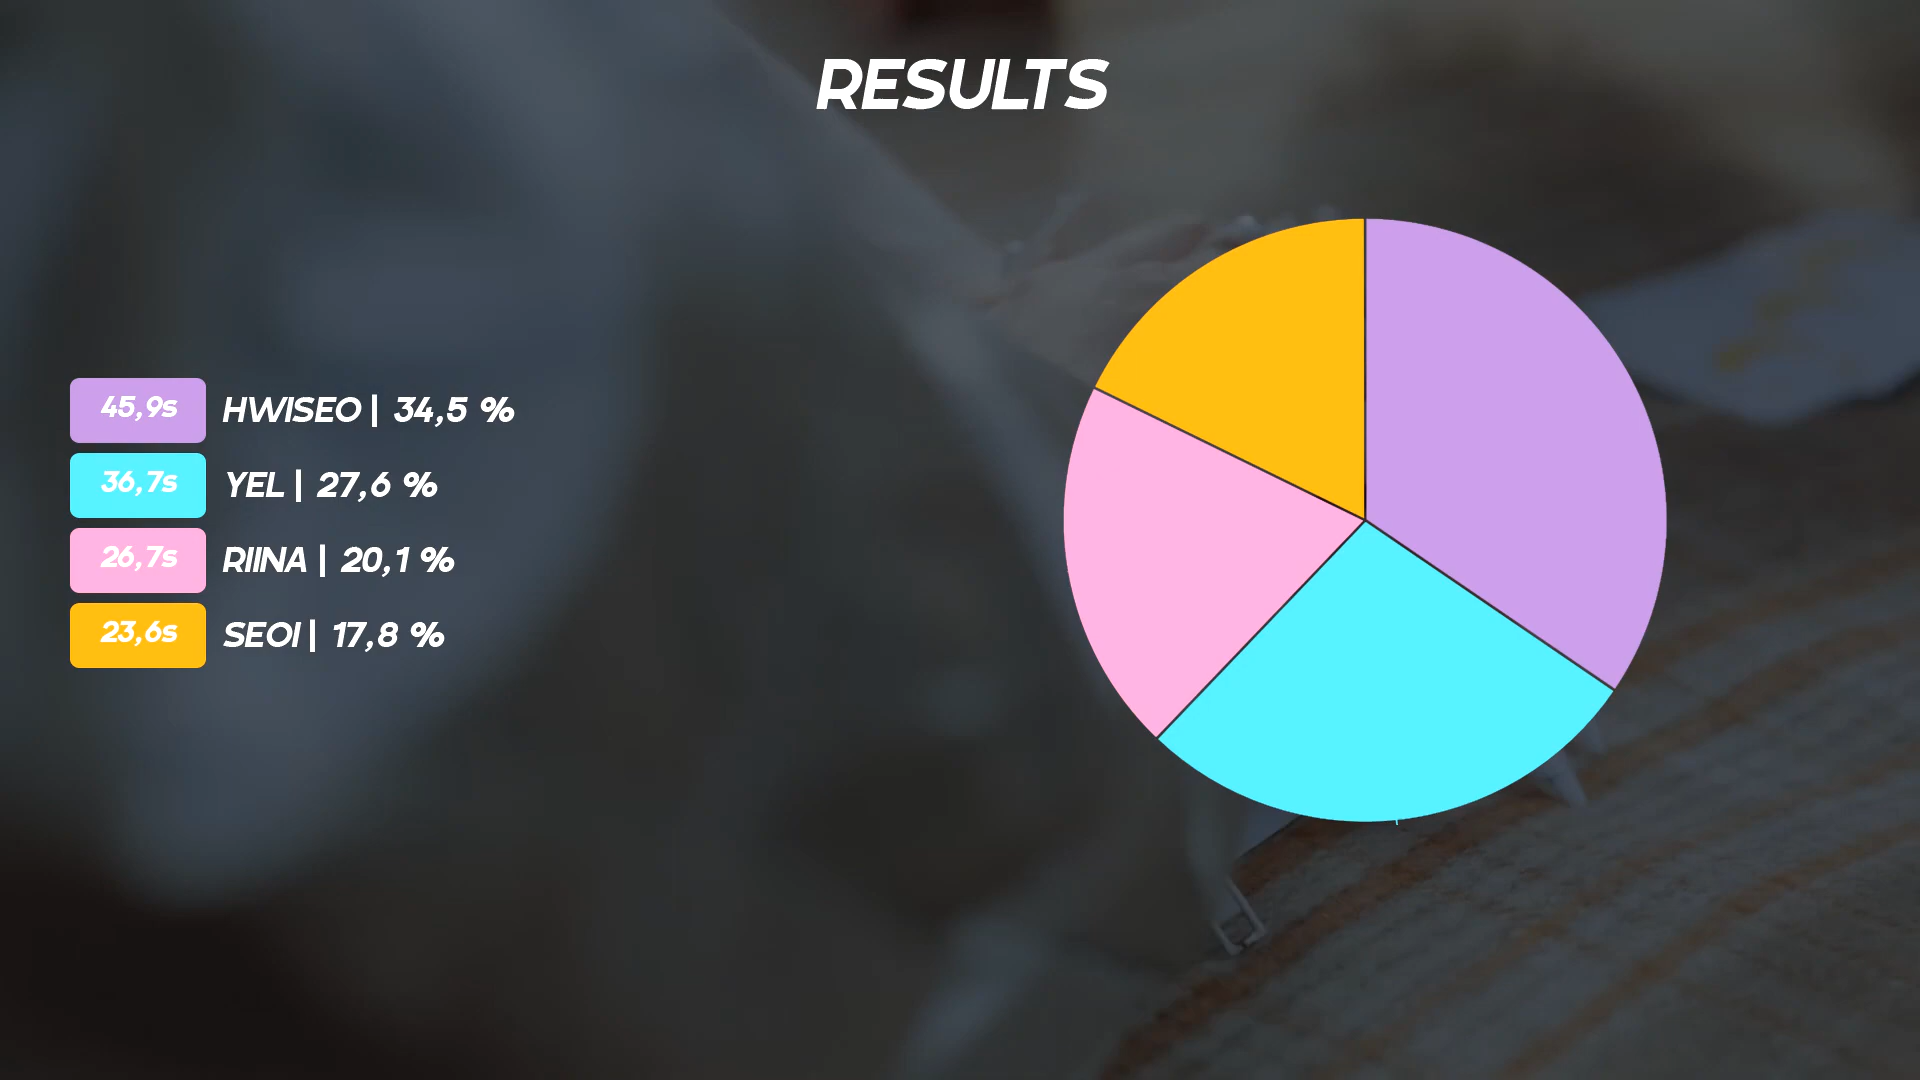 RESULTS
45,9s HWISEO | 34,5 %
36,7s YEL | 27,6 %
26,7s RIINA | 20,1 %
23,6s SEOI | 17,8 %